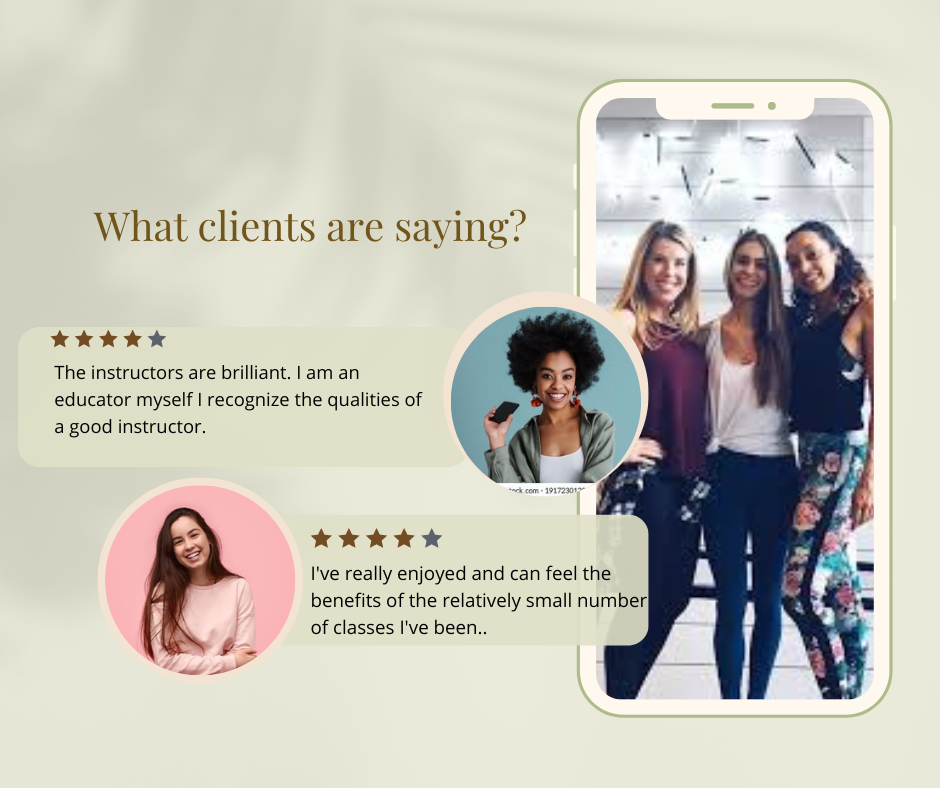 What clients are saying?
The instructors are brilliant. I am an
educator myself I recognize the qualities of
a good instructor.
I've really enjoyed and can feel the
benefits of the relatively small number
of classes I've been..